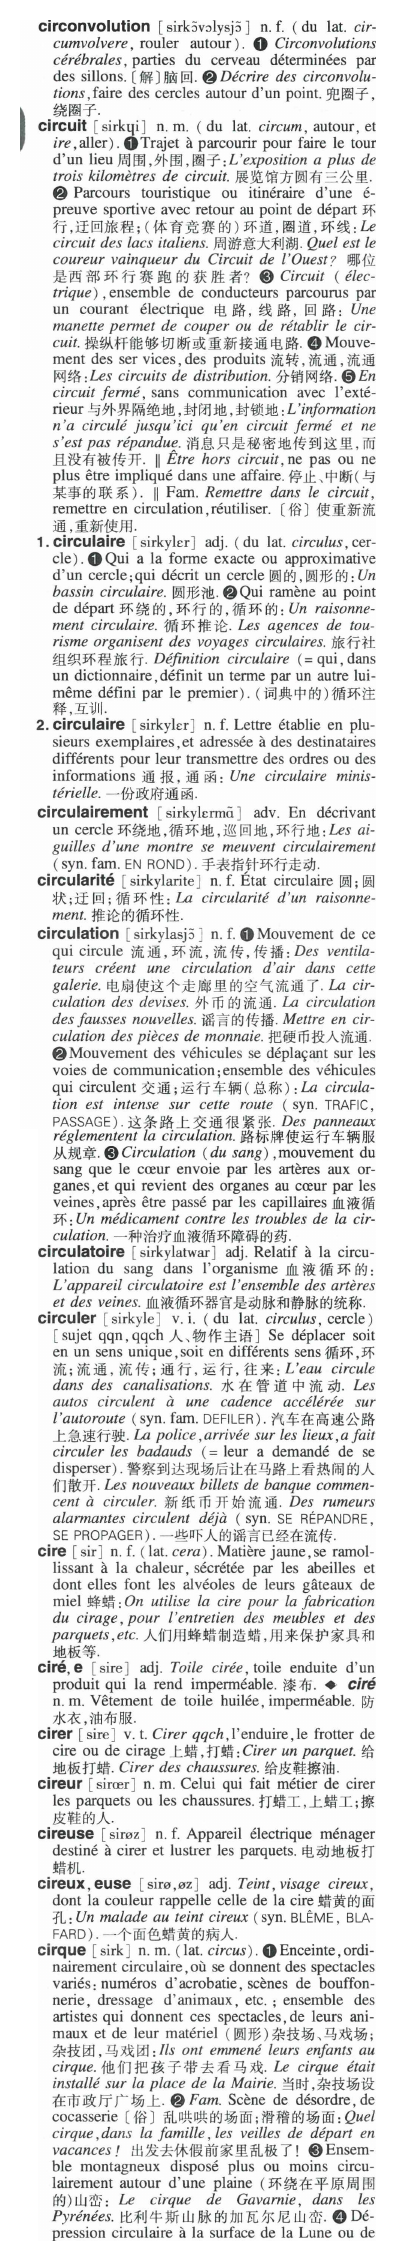 circonvolution [sirkɔ̃vɔlysjɔ̃] n. f. (du lat. cir-
cumvolvere, rouler autour). ❶ Circonvolutions
cérébrales, parties du cerveau déterminées par
des sillons. [解] 脑回. ❷ Décrire des circonvolu-
tions, faire des cercles autour d'un point. 兜圈子,
绕圈子.
circuit [sirkɥi] n. m. (du lat. circum, autour, et
ire, aller). ❶ Trajet à parcourir pour faire le tour
d'un lieu 周围,外围,圈子: L'exposition a plus de
trois kilomètres de circuit. 展览馆方圆有三公里.
❷ Parcours touristique ou itinéraire d'une é-
preuve sportive avec retour au point de départ 环
行,迂回旅程; (体育竞赛的) 环道,圈道,环线: Le
circuit des lacs italiens. 周游意大利湖. Quel est le
coureur vainqueur du Circuit de l'Ouest? 哪位
是西部环行赛跑的获胜者? ❸ Circuit (élec-
trique), ensemble de conducteurs parcourus par
un courant électrique 电路, 线路, 回路: Une
manette permet de couper ou de rétablir le cir-
cuit. 操纵杆能够切断或重新接通电路. ❹ Mouve-
ment des ser vices, des produits 流转,流通,流通
网络: Les circuits de distribution. 分销网络. ❺ En
circuit fermé, sans communication avec l'exté-
rieur 与外界隔绝地,封闭地,封锁地: L'information
n'a circulé jusqu'ici qu'en circuit fermé et ne
s'est pas répandue. 消息只是秘密地传到这里,而
且没有被传开. ‖ Être hors circuit, ne pas ou ne
plus être impliqué dans une affaire. 停止、中断(与
某事的联系). ‖ Fam. Remettre dans le circuit,
remettre en circulation, réutiliser. 〔俗〕使重新流
通,重新使用.
1. circulaire [sirkylɛr] adj. (du lat. circulus, cer-
cle). ❶ Qui a la forme exacte ou approximative
d'un cercle; qui décrit un cercle 圆的,圆形的: Un
bassin circulaire. 圆形池. ❷ Qui ramène au point
de départ 环绕的,环行的,循环的: Un raisonne-
ment circulaire. 循环推论. Les agences de tou-
risme organisent des voyages circulaires. 旅行社
组织环程旅行. Définition circulaire (= qui, dans
un dictionnaire, définit un terme par un autre lui-
même défini par le premier). (词典中的)循环注
释,互训.
2. circulaire [sirkylɛr] n. f. Lettre établie en plu-
sieurs exemplaires, et adressée à des destinataires
différents pour leur transmettre des ordres ou des
informations 通报,通函: Une circulaire minis-
térielle. 一份政府通函.
circulairement [sirkylɛrmɑ̃] adv. En décrivant
un cercle 环绕地,循环地,巡回地,环行地: Les ai-
guilles d'une montre se meuvent circulairement
(syn. fam. EN ROND). 手表指针环行走动.
circularité [sirkylarite] n. f. État circulaire 圆; 圆
状; 迂回; 循环性: La circularité d'un raisonne-
ment. 推论的循环性.
circulation [sirkylasjɔ̃] n. f. ❶ Mouvement de ce
qui circule 流通,环流,流传,传播: Des ventila-
teurs créent une circulation d'air dans cette
galerie. 电扇使这个走廊里的空气流通了. La cir-
culation des devises. 外币的流通. La circulation
des fausses nouvelles. 谣言的传播. Mettre en cir-
culation des pièces de monnaie. 把硬币投入流通.
❷ Mouvement des véhicules se déplaçant sur les
voies de communication; ensemble des véhicules
qui circulent 交通; 运行车辆(总称): La circula-
tion est intense sur cette route (syn. TRAFIC,
PASSAGE). 这条路上交通很紧张. Des panneaux
réglementent la circulation. 路标牌使运行车辆服
从规章. ❸ Circulation (du sang), mouvement du
sang que le cœur envoie par les artères aux or-
ganes, et qui revient des organes au cœur par les
veines, après être passé par les capillaires 血液循
环: Un médicament contre les troubles de la cir-
culation. 一种治疗血液循环障碍的药.
circulatoire [sirkylatwar] adj. Relatif à la circu-
lation du sang dans l'organisme 血液循环的:
L'appareil circulatoire est l'ensemble des artères
et des veines. 血液循环器官是动脉和静脉的统称.
circuler [sirkyle] v. i. (du lat. circulus, cercle)
[sujet qqn, qqch 人、物作主语] Se déplacer soit
en un sens unique, soit en différents sens 循环,环
流; 流通, 流传; 通行, 运行, 往来: L'eau circule
dans des canalisations. 水在管道中流动. Les
autos circulent à une cadence accélérée sur
l'autoroute (syn. fam. DEFILER). 汽车在高速公路
上急速行驶. La police, arrivée sur les lieux, a fait
circuler les badauds (= leur a demandé de se
disperser). 警察到达现场后让在马路上看热闹的人
们散开. Les nouveaux billets de banque commen-
cent à circuler. 新纸币开始流通. Des rumeurs
alarmantes circulent déjà (syn. SE RÉPANDRE,
SE PROPAGER). 一些吓人的谣言已经在流传.
cire [sir] n. f. (lat. cera). Matière jaune, se ramol-
lissant à la chaleur, sécrétée par les abeilles et
dont elles font les alvéoles de leurs gâteaux de
miel 蜂蜡: On utilise la cire pour la fabrication
du cirage, pour l'entretien des meubles et des
parquets, etc. 人们用蜂蜡制造蜡,用来保护家具和
地板等.
ciré, e [sire] adj. Toile cirée, toile enduite d'un
produit qui la rend imperméable. 漆布. ◆ ciré
n. m. Vêtement de toile huilée, imperméable. 防
水衣,油布服.
cirer [sire] v. t. Cirer qqch, l'enduire, le frotter de
cire ou de cirage 上蜡,打蜡: Cirer un parquet. 给
地板打蜡. Cirer des chaussures. 给皮鞋擦油.
cireur [sirœr] n. m. Celui qui fait métier de cirer
les parquets ou les chaussures. 打蜡工,上蜡工; 擦
皮鞋的人.
cireuse [sirøz] n. f. Appareil électrique ménager
destiné à cirer et lustrer les parquets. 电动地板打
蜡机.
cireux, euse [sirø,øz] adj. Teint, visage cireux,
dont la couleur rappelle celle de la cire 蜡黄的面
孔: Un malade au teint cireux (syn. BLÊME, BLA-
FARD). 一个面色蜡黄的病人.
cirque [sirk] n. m. (lat. circus). ❶ Enceinte, ordi-
nairement circulaire, où se donnent des spectacles
variés: numéros d'acrobatie, scènes de bouffon-
nerie, dressage d'animaux, etc.; ensemble des
artistes qui donnent ces spectacles, de leurs ani-
maux et de leur matériel (圆形)杂技场、马戏场;
杂技团,马戏团: Ils ont emmené leurs enfants au
cirque. 他们把孩子带去看马戏. Le cirque était
installé sur la place de la Mairie. 当时,杂技场设
在市政厅广场上. ❷ Fam. Scène de désordre, de
cocasserie 〔俗〕乱哄哄的场面; 滑稽的场面: Quel
cirque, dans la famille, les veilles de départ en
vacances! 出发去休假前家里乱极了! ❸ Ensem-
ble montagneux disposé plus ou moins circu-
lairement autour d'une plaine (环绕在平原周围
的)山峦: Le cirque de Gavarnie, dans les
Pyrénées. 比利牛斯山脉的加瓦尔尼山峦. ❹ Dé-
pression circulaire à la surface de la Lune ou de